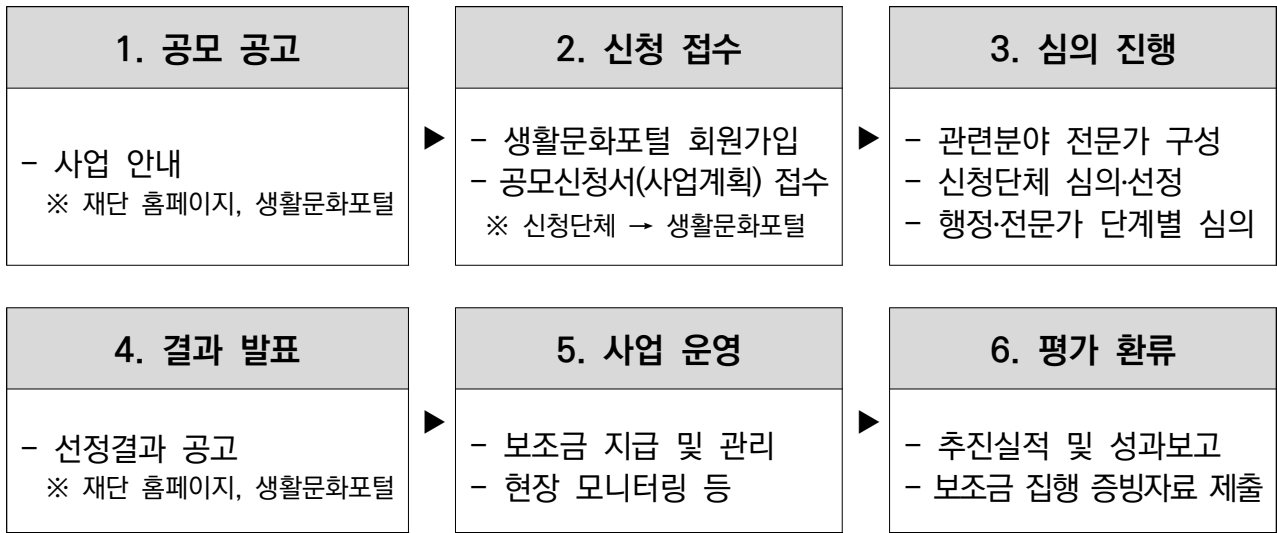 1. 공모 공고
- 사업 안내
※ 재단 홈페이지, 생활문화포털
▶
2. 신청 접수
- 생활문화포털 회원가입
- 공모신청서(사업계획) 접수
※ 신청단체 → 생활문화포털
▶
3. 심의 진행
- 관련분야 전문가 구성
- 신청단체 심의·선정
- 행정·전문가 단계별 심의
4. 결과 발표
- 선정결과 공고
※ 재단 홈페이지, 생활문화포털
▶
5. 사업 운영
- 보조금 지급 및 관리
- 현장 모니터링 등
▶
6. 평가 환류
- 추진실적 및 성과보고
- 보조금 집행 증빙자료 제출